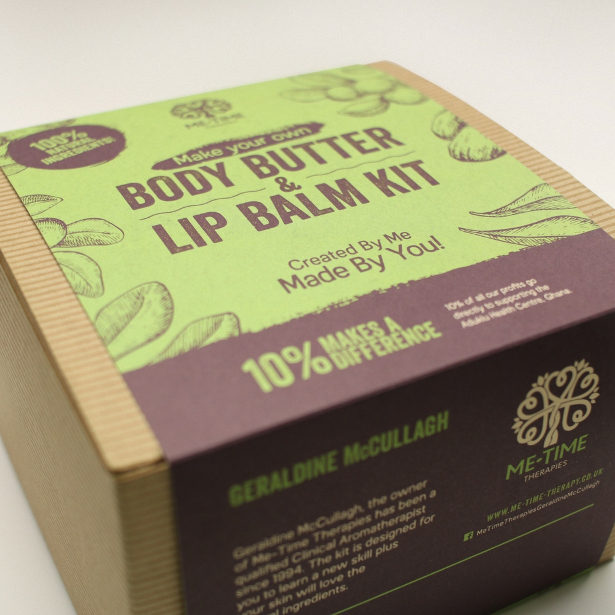 ME-TIME
100%
INGREDIENTS!
Make your own
BODY BUTTER
&
LIP BALM KIT
Created By Me
Made By You!
10% MAKES A
DIFFERENCE
10% of all our profits go
directly to supporting the
Aduklu Health Centre, Ghana.
GERALDINE McCULLAGH
Geraldine McCullagh, the owner
of Me-Time Therapies has been a
qualified Clinical Aromatherapist
since 1994. The kit is designed for
you to learn a new skill plus
your skin will love the
ingredients.
ME-TIME
THERAPIES
WWW.ME-TIME-THERAPY.CO.UK
MeTimeTherapiesGeraldineMcCullagh